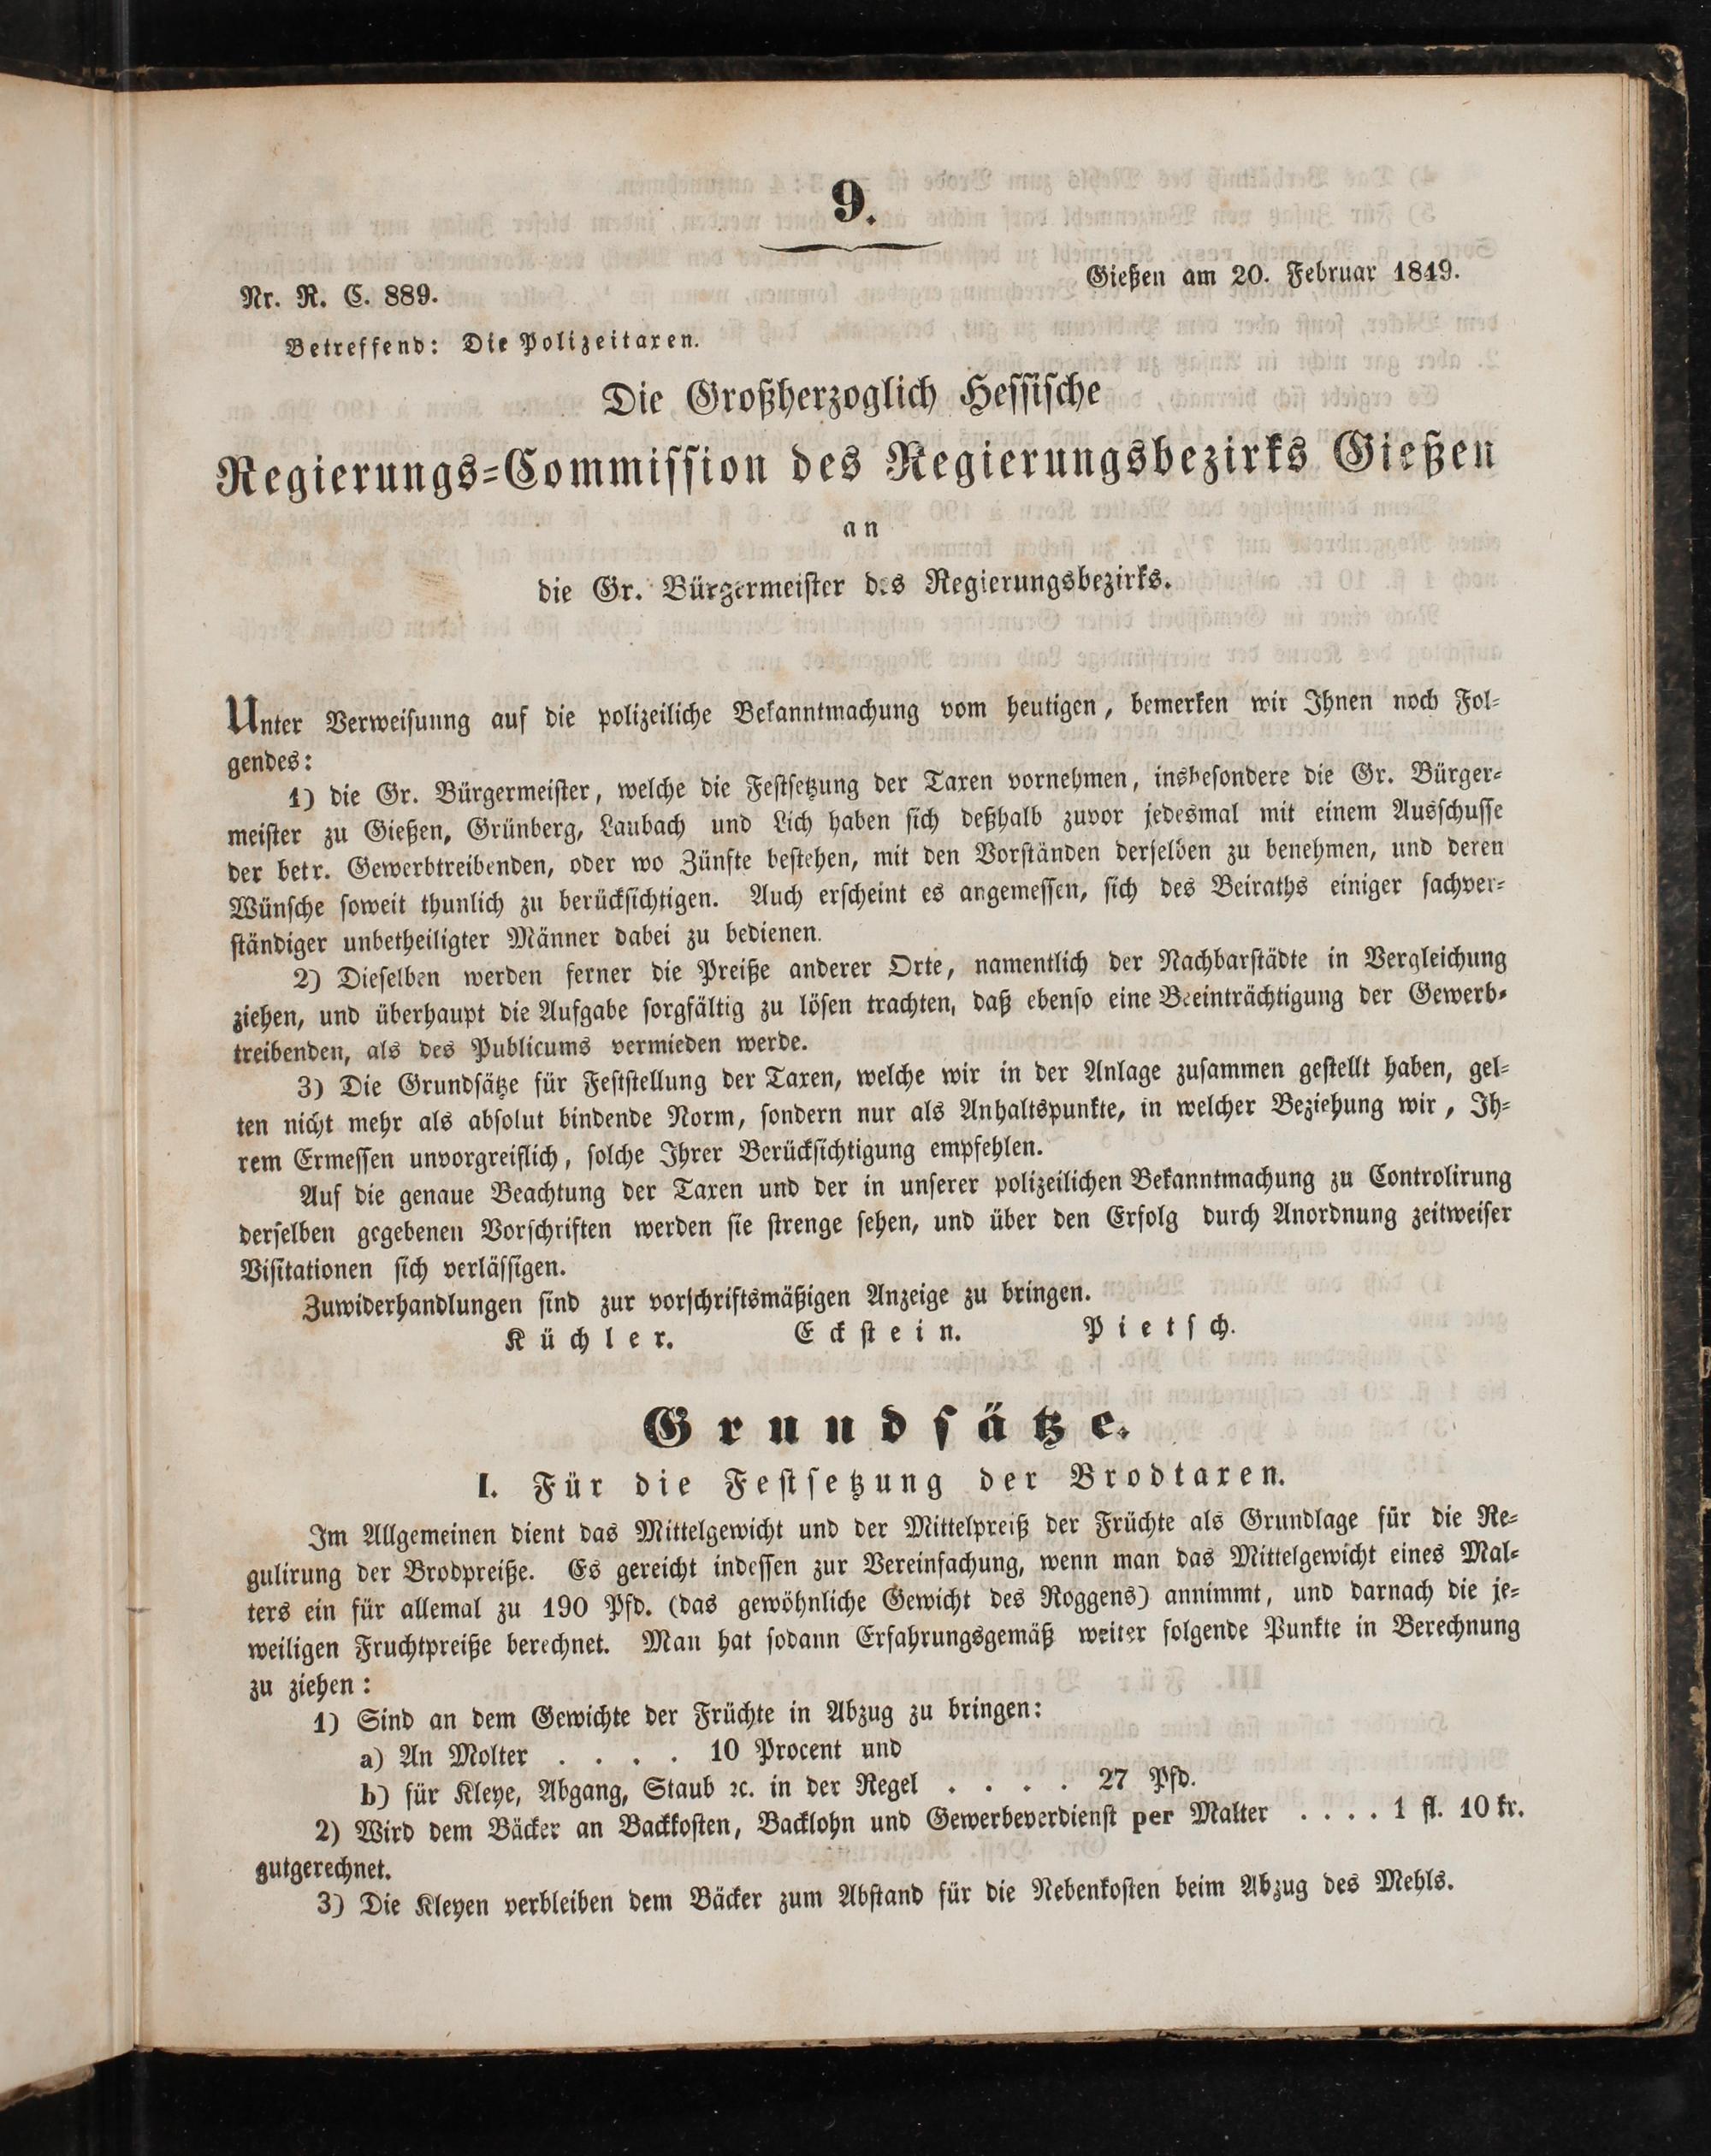 9.
Gießen am 20. Februar 1849.
Nr. R. C. 889.
Betreffend: Die Polizeitaxen.
Die Großherzoglich Hessische
Regierungs-Commission des Regierungsbezirks Gießen
an
die Gr. Bürgermeister des Regierungsbezirks.
Unter Verweisunng auf die polizeiliche Bekanntmachung vom heutigen, bemerken wir Ihnen noch Fol-
gendes:
1) die Gr. Bürgermeister, welche die Festsetzung der Taxen vornehmen, insbesondere die Gr. Bürger-
meister zu Gießen, Grünberg, Laubach und Lich haben sich deßhalb zuvor jedesmal mit einem Ausschusse
der betr. Gewerbtreibenden, oder wo Zünfte bestehen, mit den Vorständen derselben zu benehmen, und deren
Wünsche soweit thunlich zu berücksichtigen. Auch erscheint es angemessen, sich des Beiraths einiger sachver-
ständiger unbetheiligter Männer dabei zu bedienen.
2) Dieselben werden ferner die Preiße anderer Orte, namentlich der Nachbarstädte in Vergleichung
ziehen, und überhaupt die Aufgabe sorgfältig zu lösen trachten, daß ebenso eine Beeinträchtigung der Gewerb-
treibenden, als des Publicums vermieden werde.
3) Die Grundsätze für Feststellung der Taxen, welche wir in der Anlage zusammen gestellt haben, gel-
ten nicht mehr als absolut bindende Norm, sondern nur als Anhaltspunkte, in welcher Beziehung wir, Ih-
rem Ermessen unvorgreiflich, solche Ihrer Berücksichtigung empfehlen.
Auf die genaue Beachtung der Taxen und der in unserer polizeilichen Bekanntmachung zu Controlirung
derselben gegebenen Vorschriften werden sie strenge sehen, und über den Erfolg durch Anordnung zeitweiser
Visitationen sich verlässigen.
Zuwiderhandlungen sind zur vorschriftsmäßigen Anzeige zu bringen.
Küchler. Eckstein. Pietsch.
Grundsätze.
I. Für die Festsetzung der Brodtaxen.
Im Allgemeinen dient das Mittelgewicht und der Mittelpreiß der Früchte als Grundlage für die Re-
gulirung der Brodpreiße. Es gereicht indessen zur Vereinfachung, wenn man das Mittelgewicht eines Mal-
ters ein für allemal zu 190 Pfd. (das gewöhnliche Gewicht des Roggens) annimmt, und darnach die je-
weiligen Fruchtpreiße berechnet. Man hat sodann Erfahrungsgemäß weiter folgende Punkte in Berechnung
zu ziehen:
1) Sind an dem Gewichte der Früchte in Abzug zu bringen:
a) An Molter . . . . 10 Procent und
b) für Kleye, Abgang, Staub ꝛc. in der Regel . . . . 27 Pfd.
2) Wird dem Bäcker an Backkosten, Backlohn und Gewerbeverdienst per Malter . . . . 1 fl. 10 kr.
gutgerechnet.
3) Die Kleyen verbleiben dem Bäcker zum Abstand für die Nebenkosten beim Abzug des Mehls.